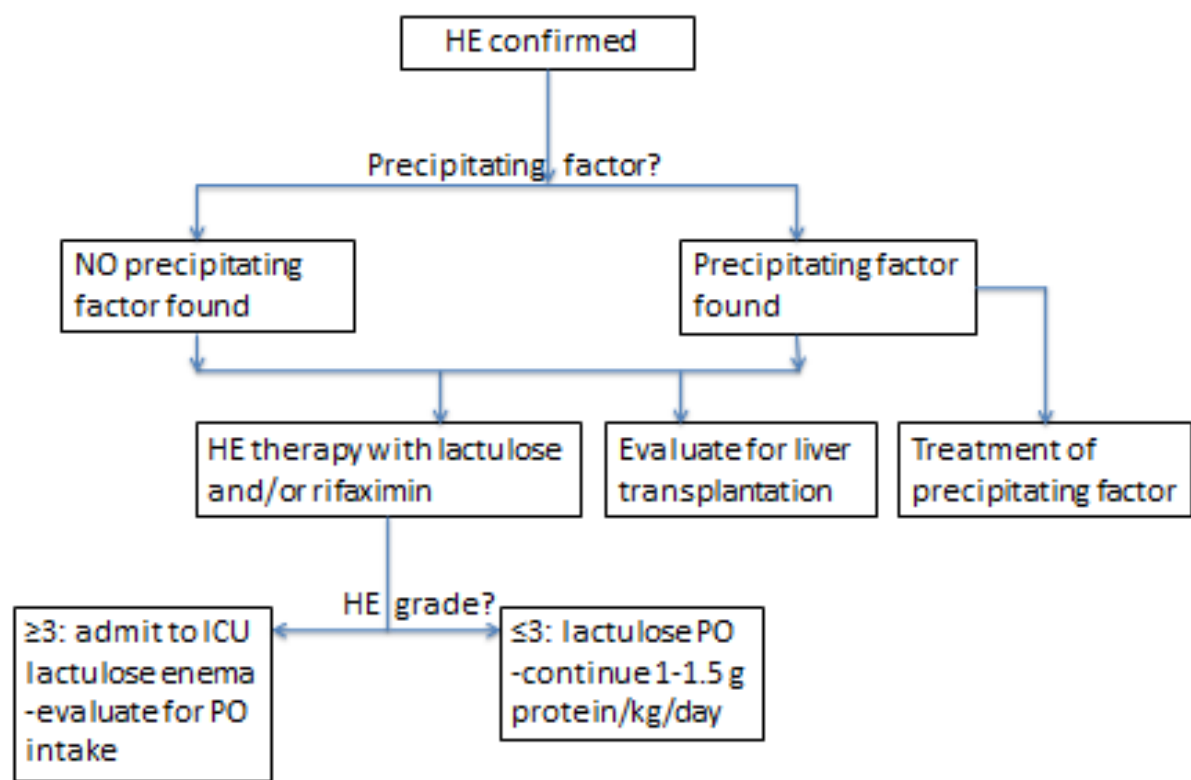 HE confirmed
Precipitating factor?
NO precipitating
factor found
Precipitating factor
found
HE therapy with lactulose
and/or rifaximin
Evaluate for liver
transplantation
Treatment of
precipitating factor
HE grade?
≥3: admit to ICU
lactulose enema
-evaluate for PO
intake
≤3: lactulose PO
-continue 1-1.5 g
protein/kg/day